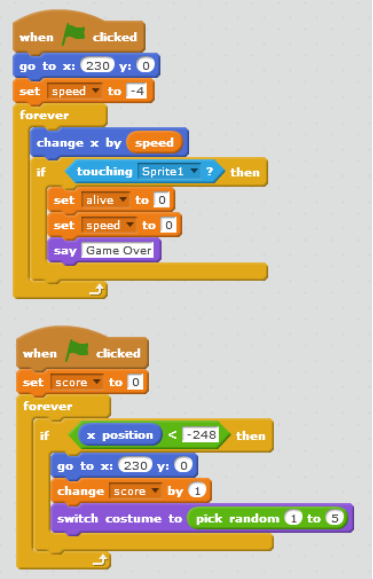 when clicked
go to x: 230 y: 0
set speed to -4
forever
change x by speed
if touching Sprite1 ? then
set alive to 0
set speed to 0
say Game Over
when clicked
set score to 0
forever
if x position < -248 then
go to x: 230 y: 0
change score by 1
switch costume to pick random 1 to 5